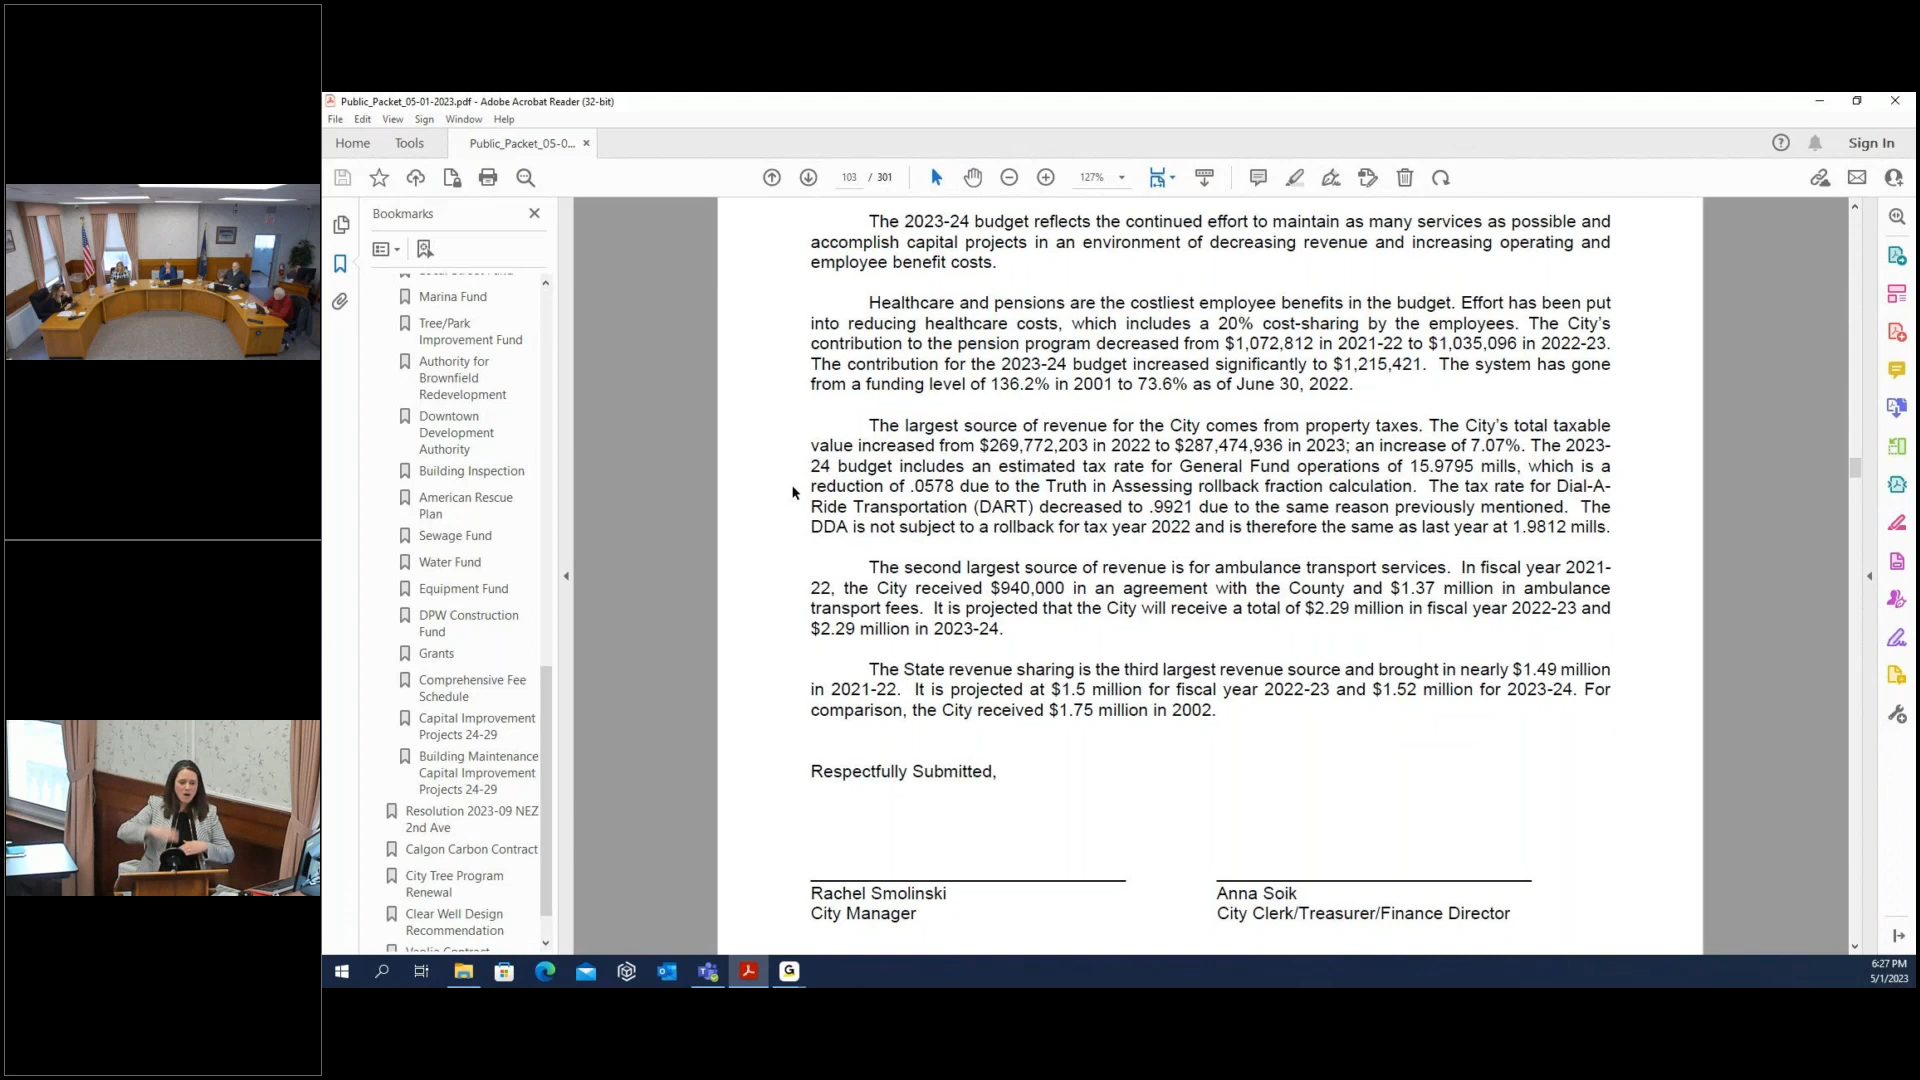 Public_Packet_05-01-2023.pdf - Adobe Acrobat Reader (32-bit)
File Edit View Sign Window Help
Home Tools Public_Packet_05-0... Sign In
103 / 301 127%
Bookmarks
Marina Fund
Tree/Park
Improvement Fund
Authority for
Brownfield
Redevelopment
Downtown
Development
Authority
Building Inspection
American Rescue
Plan
Sewage Fund
Water Fund
Equipment Fund
DPW Construction
Fund
Grants
Comprehensive Fee
Schedule
Capital Improvement
Projects 24-29
Building Maintenance
Capital Improvement
Projects 24-29
Resolution 2023-09 NEZ
2nd Ave
Calgon Carbon Contract
City Tree Program
Renewal
Clear Well Design
Recommendation
The 2023-24 budget reflects the continued effort to maintain as many services as possible and
accomplish capital projects in an environment of decreasing revenue and increasing operating and
employee benefit costs.
Healthcare and pensions are the costliest employee benefits in the budget. Effort has been put
into reducing healthcare costs, which includes a 20% cost-sharing by the employees. The City's
contribution to the pension program decreased from $1,072,812 in 2021-22 to $1,035,096 in 2022-23.
The contribution for the 2023-24 budget increased significantly to $1,215,421. The system has gone
from a funding level of 136.2% in 2001 to 73.6% as of June 30, 2022.
The largest source of revenue for the City comes from property taxes. The City's total taxable
value increased from $269,772,203 in 2022 to $287,474,936 in 2023; an increase of 7.07%. The 2023-
24 budget includes an estimated tax rate for General Fund operations of 15.9795 mills, which is a
reduction of .0578 due to the Truth in Assessing rollback fraction calculation. The tax rate for Dial-A-
Ride Transportation (DART) decreased to .9921 due to the same reason previously mentioned. The
DDA is not subject to a rollback for tax year 2022 and is therefore the same as last year at 1.9812 mills.
The second largest source of revenue is for ambulance transport services. In fiscal year 2021-
22, the City received $940,000 in an agreement with the County and $1.37 million in ambulance
transport fees. It is projected that the City will receive a total of $2.29 million in fiscal year 2022-23 and
$2.29 million in 2023-24.
The State revenue sharing is the third largest revenue source and brought in nearly $1.49 million
in 2021-22. It is projected at $1.5 million for fiscal year 2022-23 and $1.52 million for 2023-24. For
comparison, the City received $1.75 million in 2002.
Respectfully Submitted,
Rachel Smolinski Anna Soik
City Manager City Clerk/Treasurer/Finance Director
6:27 PM
5/1/2023